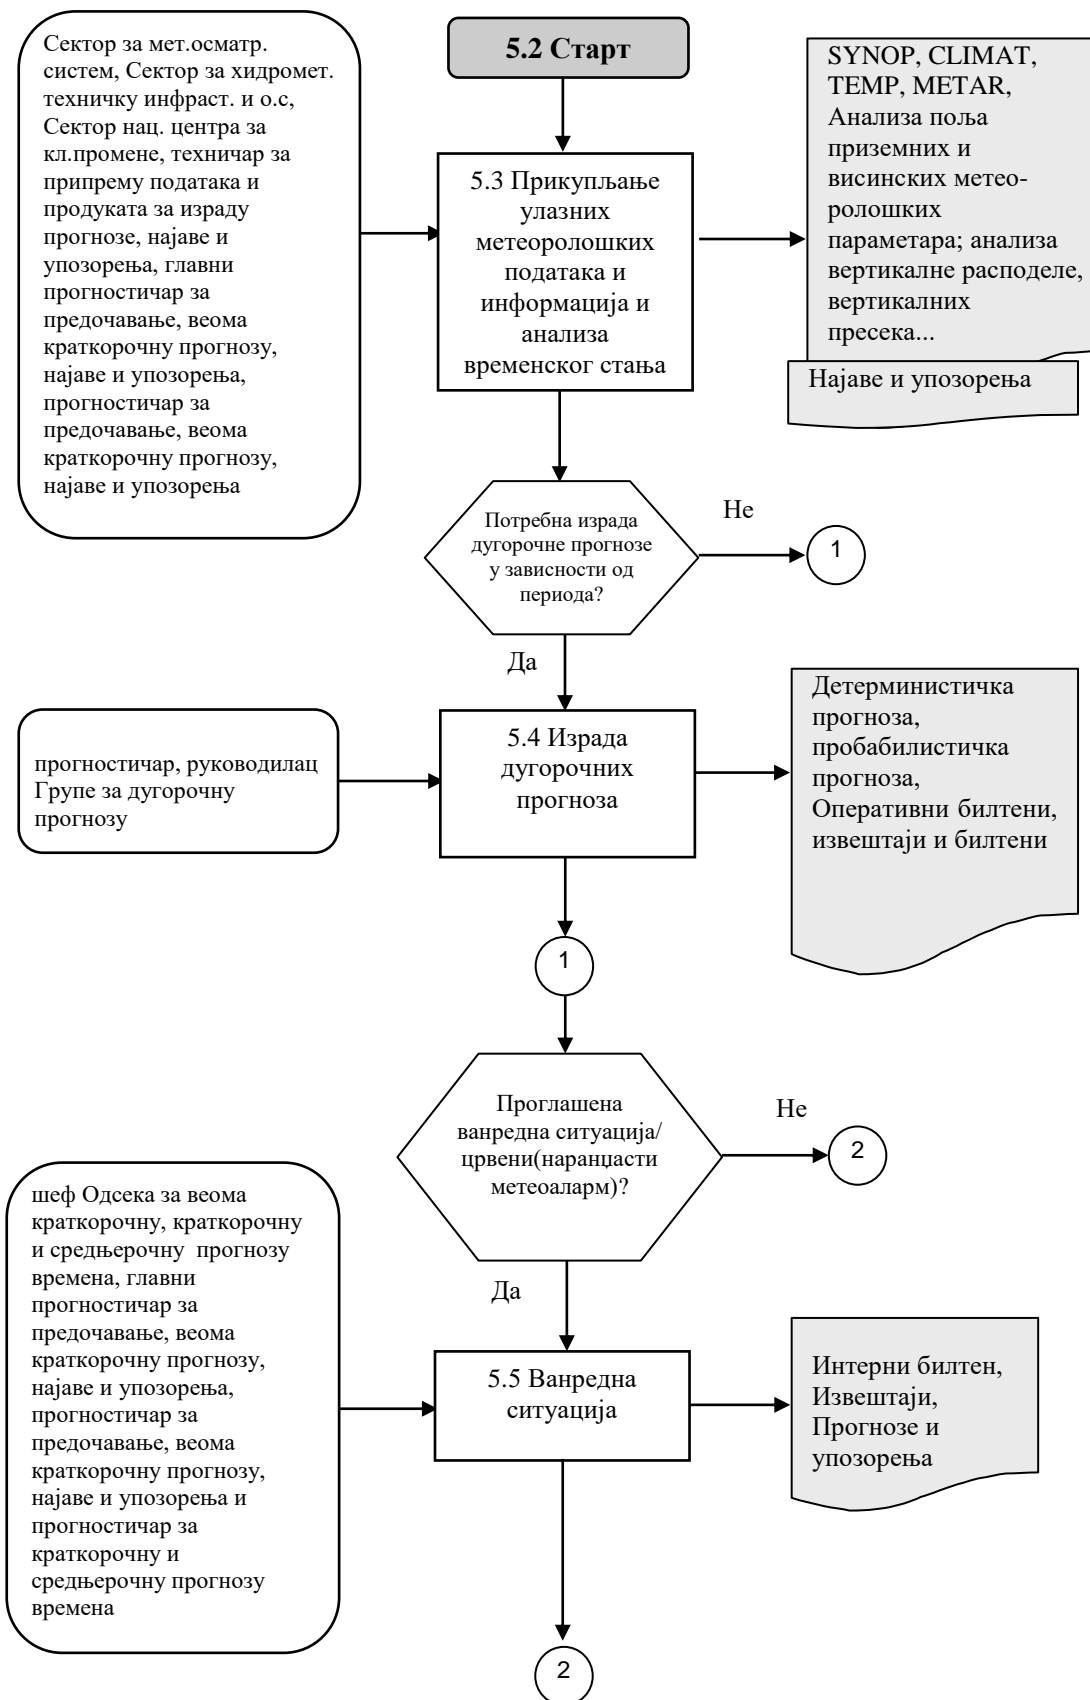 5.2 Старт
Сектор за мет.осматр.
систем, Сектор за хидромет.
техничку инфраст. и о.с,
Сектор нац. центра за
кл.промене, техничар за
припрему података и
продуката за израду
прогнозе, најаве и
упозорења, главни
прогностичар за
предочавање, веома
краткорочну прогнозу,
најаве и упозорења,
прогностичар за
предочавање, веома
краткорочну прогнозу,
најаве и упозорења
5.3 Прикупљање
улазних
метеоролошких
података и
информација и
анализа
временског стања
SYNOP, CLIMAT,
TEMP, METAR,
Анализа поља
приземних и
висинских метео-
ролошких
параметара; анализа
вертикалне расподеле,
вертикалних
пресека...
Најаве и упозорења
Потребна израда
дугорочне прогнозе
у зависности од
периода?
Не
1
Да
прогностичар, руководилац
Групе за дугорочну
прогнозу
5.4 Израда
дугорочних
прогноза
Детерминистичка
прогноза,
пробабилистичка
прогноза,
Оперативни билтени,
извештаји и билтени
1
Проглашена
ванредна ситуација/
црвени(наранџасти
метеоаларм)?
Не
2
Да
шеф Одсека за веома
краткорочну, краткорочну
и средњерочну прогнозу
времена, главни
прогностичар за
предочавање, веома
краткорочну прогнозу,
најаве и упозорења,
прогностичар за
предочавање, веома
краткорочну прогнозу,
најаве и упозорења и
прогностичар за
краткорочну и
средњерочну прогнозу
времена
5.5 Ванредна
ситуација
Интерни билтен,
Извештаји,
Прогнозе и
упозорења
2